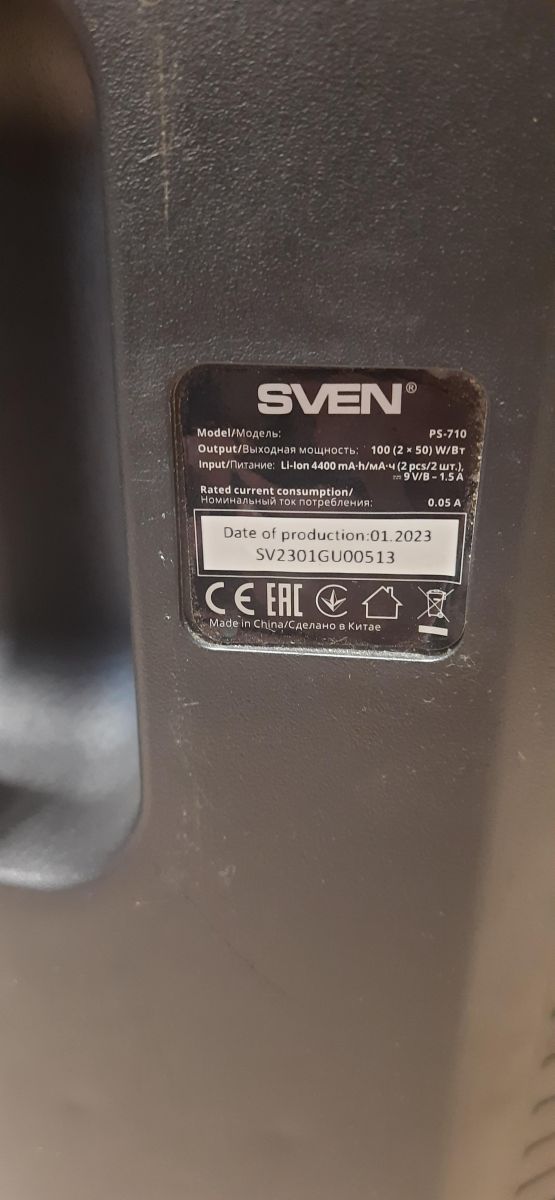 SVEN®
Model/Модель: PS-710
Output/Выходная мощность: 100 (2 × 50) W/Вт
Input/Питание: Li-Ion 4400 mA·h/мА·ч (2 pcs/2 шт.),
⎓ 9 V/В – 1.5 A
Rated current consumption/
Номинальный ток потребления: 0.05 A
Date of production:01.2023
SV2301GU00513
CE EAC
Made in China/Сделано в Китае